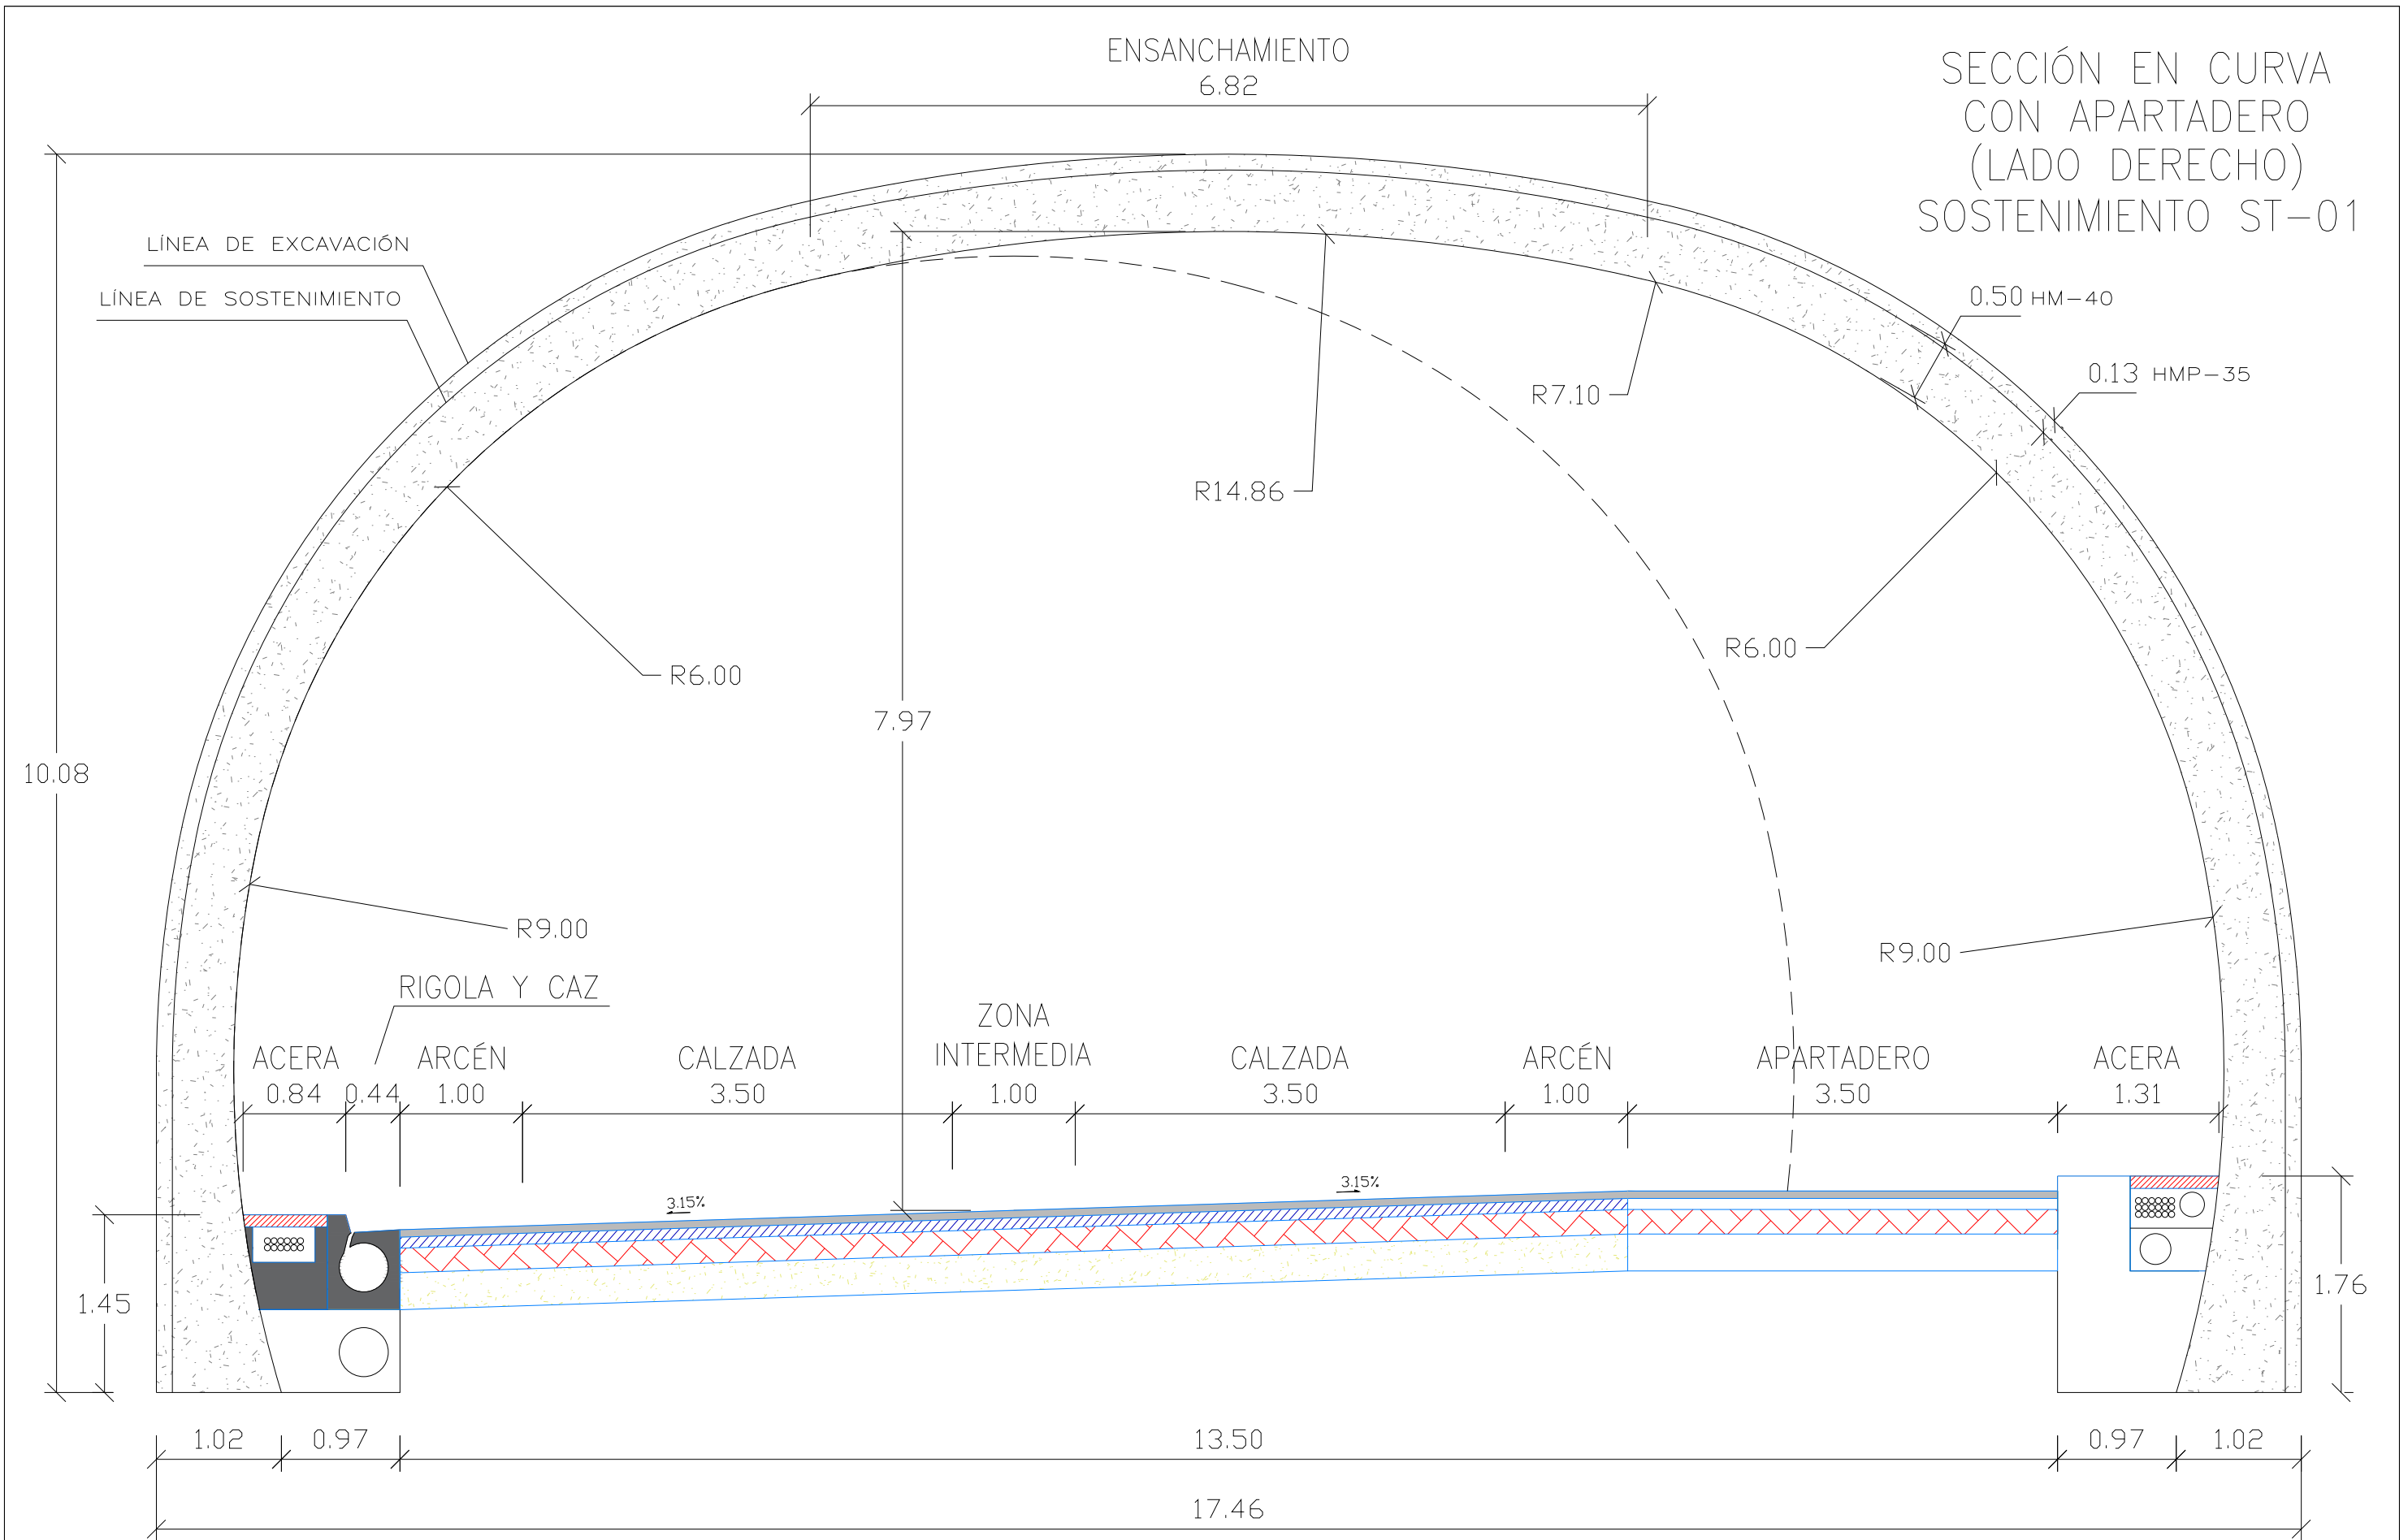 ENSANCHAMIENTO
6.82
SECCIÓN EN CURVA
CON APARTADERO
(LADO DERECHO)
SOSTENIMIENTO ST-01
LÍNEA DE EXCAVACIÓN
LÍNEA DE SOSTENIMIENTO
0.50 HM-40
0.13 HMP-35
R7.10
R14.86
R6.00
R6.00
7.97
10.08
R9.00
R9.00
RIGOLA Y CAZ
ZONA
INTERMEDIA
1.00
ACERA
0.84
0.44
ARCÉN
1.00
CALZADA
3.50
CALZADA
3.50
ARCÉN
1.00
APARTADERO
3.50
ACERA
1.31
3.15%
3.15%
1.45
1.76
1.02
0.97
13.50
0.97
1.02
17.46